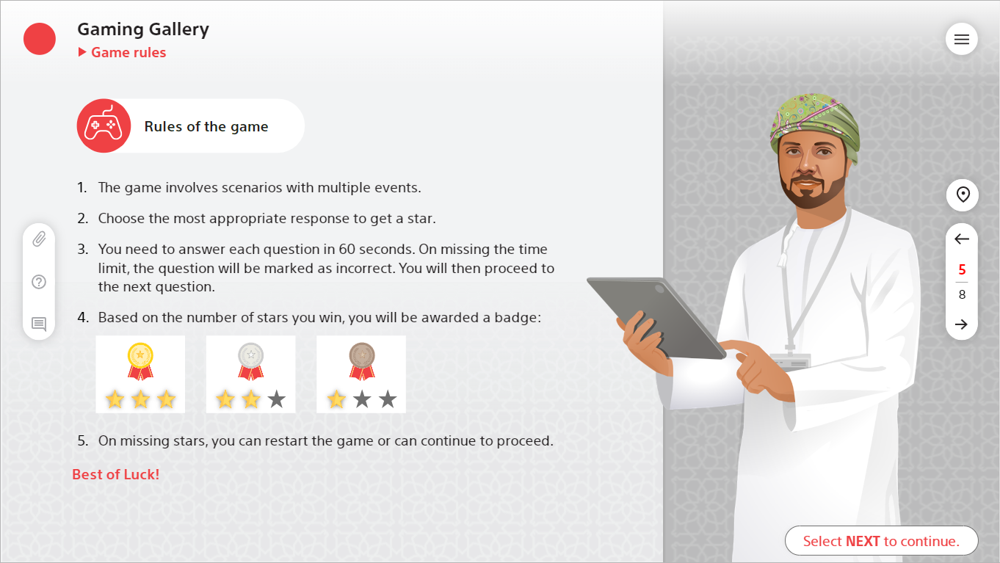 Gaming Gallery
Game rules
Rules of the game
1. The game involves scenarios with multiple events.
2. Choose the most appropriate response to get a star.
3. You need to answer each question in 60 seconds. On missing the time
limit, the question will be marked as incorrect. You will then proceed to
the next question.
4. Based on the number of stars you win, you will be awarded a badge:
5. On missing stars, you can restart the game or can continue to proceed.
Best of Luck!
5
8
Select NEXT to continue.